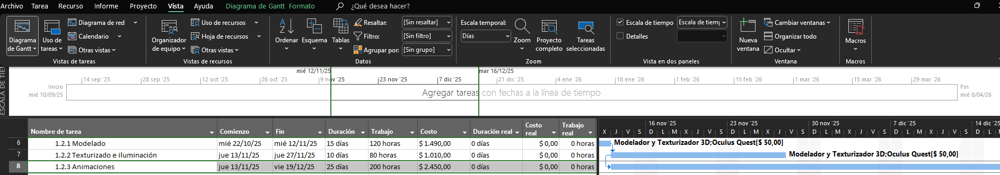 Archivo Tarea Recurso Informe Proyecto Vista Ayuda Diagrama de Gantt Formato ¿Qué desea hacer?
Diagrama de Gantt
Uso de tareas
Diagrama de red
Calendario
Otras vistas
Vistas de tareas
Organizador de equipo
Uso de recursos
Hoja de recursos
Otras vistas
Vistas de recursos
A
Z
Ordenar
Esquema
Tablas
Resaltar: [Sin resaltar]
Filtro: [Sin filtro]
Agrupar por: [Sin grupo]
Datos
Escala temporal:
Días
Zoom
Proyecto completo
Tareas seleccionadas
Zoom
Escala de tiempo Escala de tiem
Detalles
Vista en dos paneles
Nueva ventana
Cambiar ventanas
Organizar todo
Ocultar
Ventana
Macros
Macros
ESCALA DE TIEM
mié 12/11/25 mar 16/12/25
14 sep '25 28 sep '25 12 oct '25 26 oct '25 9 nov '25 23 nov '25 7 dic '25 21 dic '25 4 ene '26 18 ene '26 1 feb '26 15 feb '26 1 mar '26 15 mar '26 29 mar '26
Inicio
mié 10/09/25
Agregar tareas con fechas a la línea de tiempo
Fin
mié 8/04/26
Nombre de tarea Comienzo Fin Duración Trabajo Costo Duración real Costo real Trabajo real
16 nov '25 23 nov '25 30 nov '25 7 dic '25 14 dic '25
X J V S D L M X J V S D L M X J V S D L M X J V S D L M X J V S D L M
6 1.2.1 Modelado mié 22/10/25 mié 12/11/25 15 días 120 horas $ 1.490,00 0 días $ 0,00 0 horas Modelador y Texturizador 3D;Oculus Quest[$ 50,00]
7 1.2.2 Texturizado e iluminación jue 13/11/25 jue 27/11/25 10 días 80 horas $ 1.010,00 0 días $ 0,00 0 horas Modelador y Texturizador 3D;Oculus Quest[$ 50,00]
8 1.2.3 Animaciones jue 13/11/25 vie 19/12/25 25 días 200 horas $ 2.450,00 0 días $ 0,00 0 horas